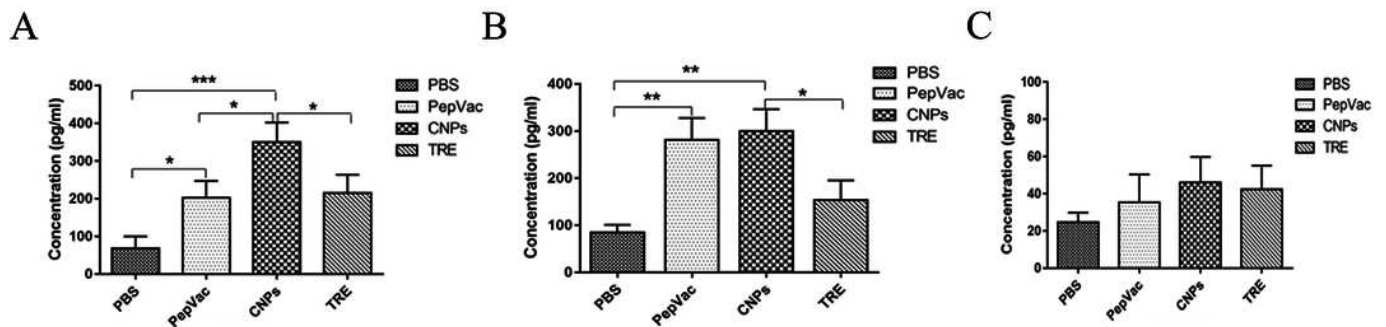 A
Concentration (pg/ml)
500
400
300
200
100
0
***
*
*
*
PBS
PepVac
CNPs
TRE
PBS
PepVac
CNPs
TRE
B
Concentration (pg/ml)
400
300
200
100
0
**
**
*
PBS
PepVac
CNPs
TRE
PBS
PepVac
CNPs
TRE
C
Concentration (pg/ml)
100
80
60
40
20
0
PBS
PepVac
CNPs
TRE
PBS
PepVac
CNPs
TRE